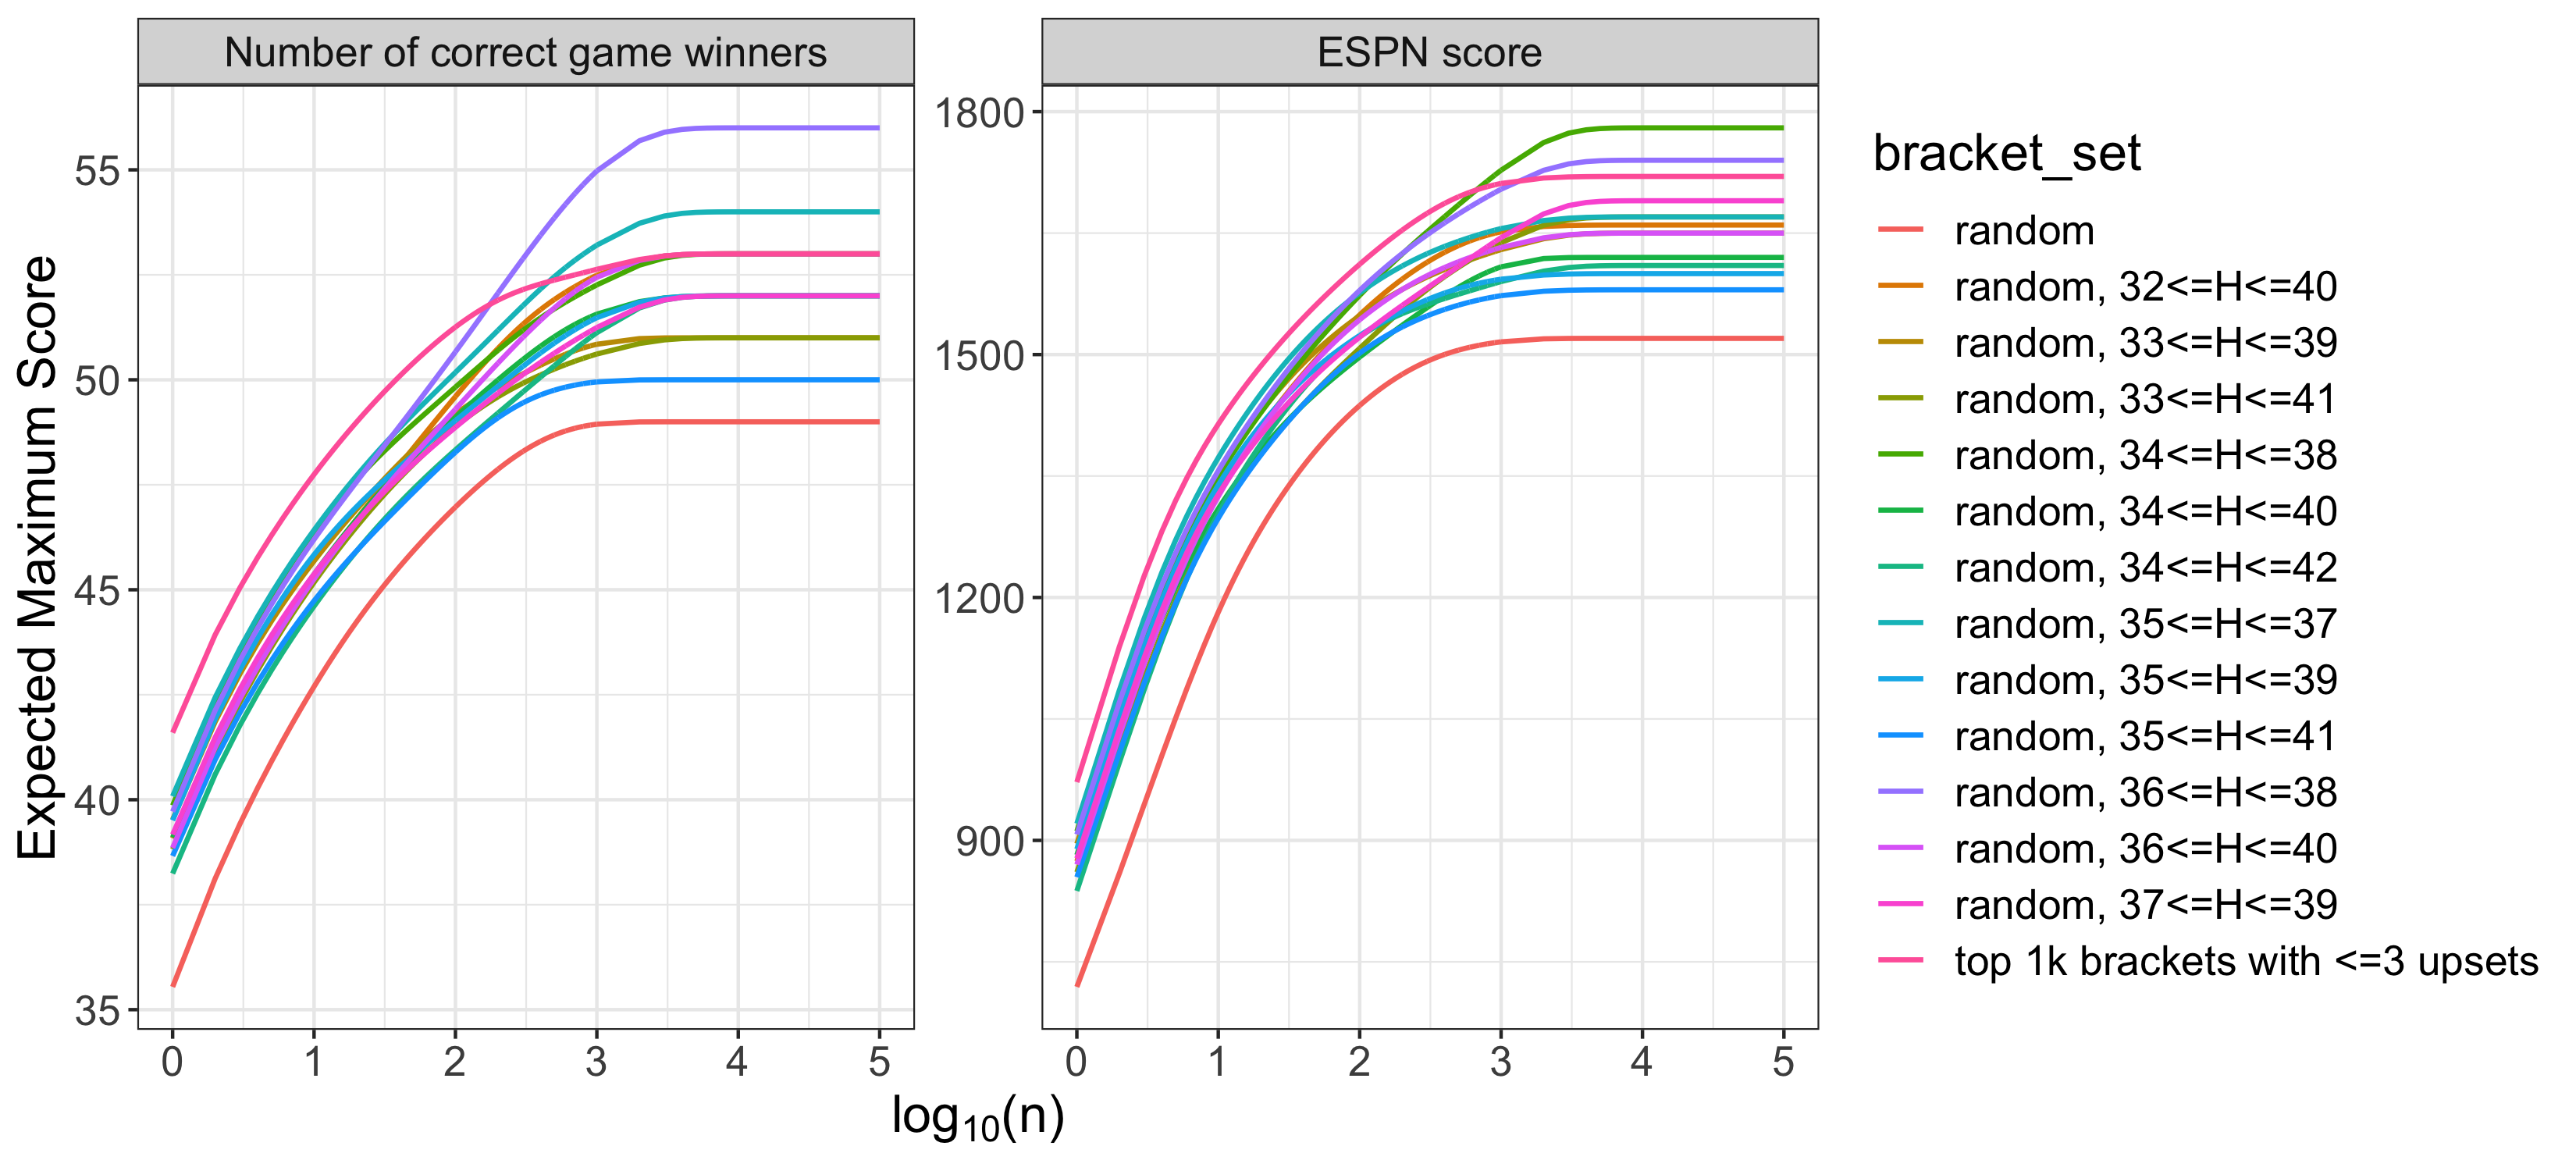 Number of correct game winners
ESPN score
Expected Maximum Score
55
50
45
40
35
0 1 2 3 4 5
1800
1500
1200
900
0 1 2 3 4 5
log₁₀(n)
bracket_set
random
random, 32<=H<=40
random, 33<=H<=39
random, 33<=H<=41
random, 34<=H<=38
random, 34<=H<=40
random, 34<=H<=42
random, 35<=H<=37
random, 35<=H<=39
random, 35<=H<=41
random, 36<=H<=38
random, 36<=H<=40
random, 37<=H<=39
top 1k brackets with <=3 upsets